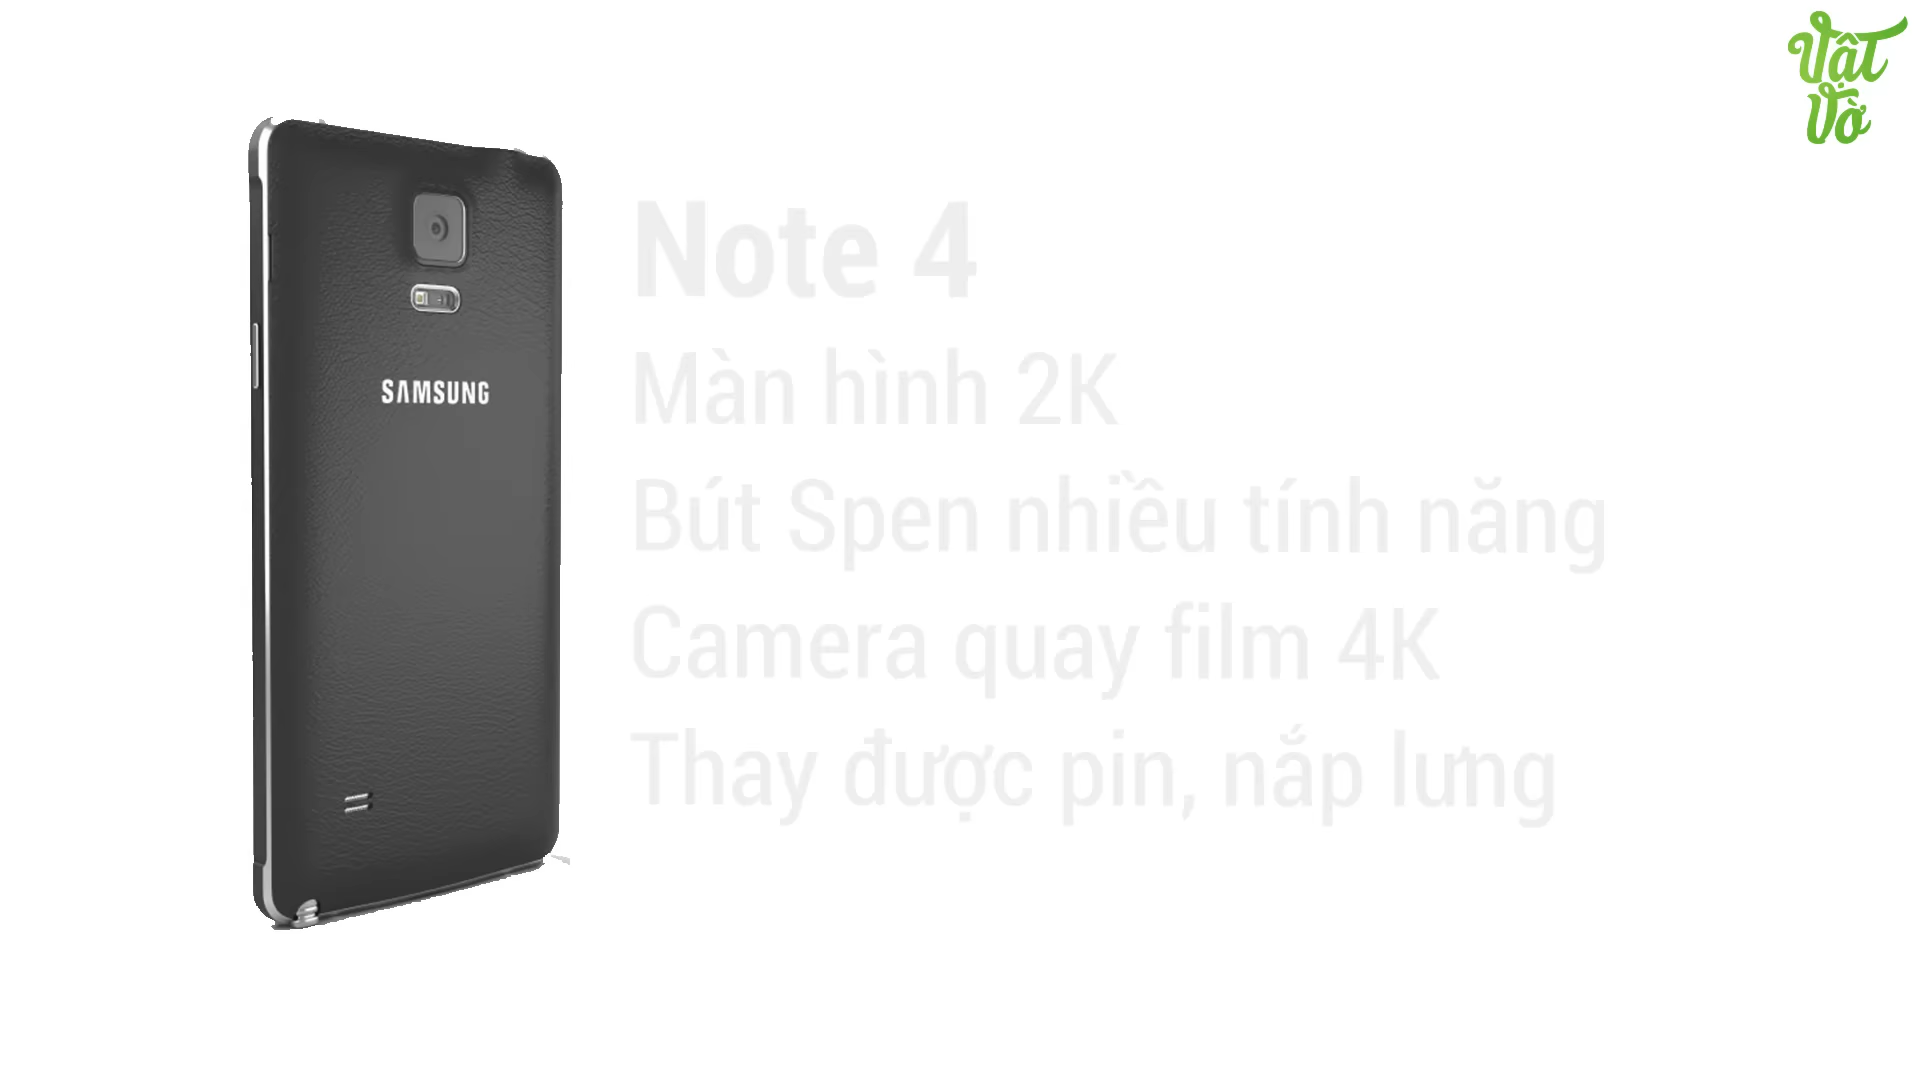 Vật
Vờ
Note 4
Màn hình 2K
Bút Spen nhiều tính năng
Camera quay film 4K
Thay được pin, nắp lưng
SAMSUNG